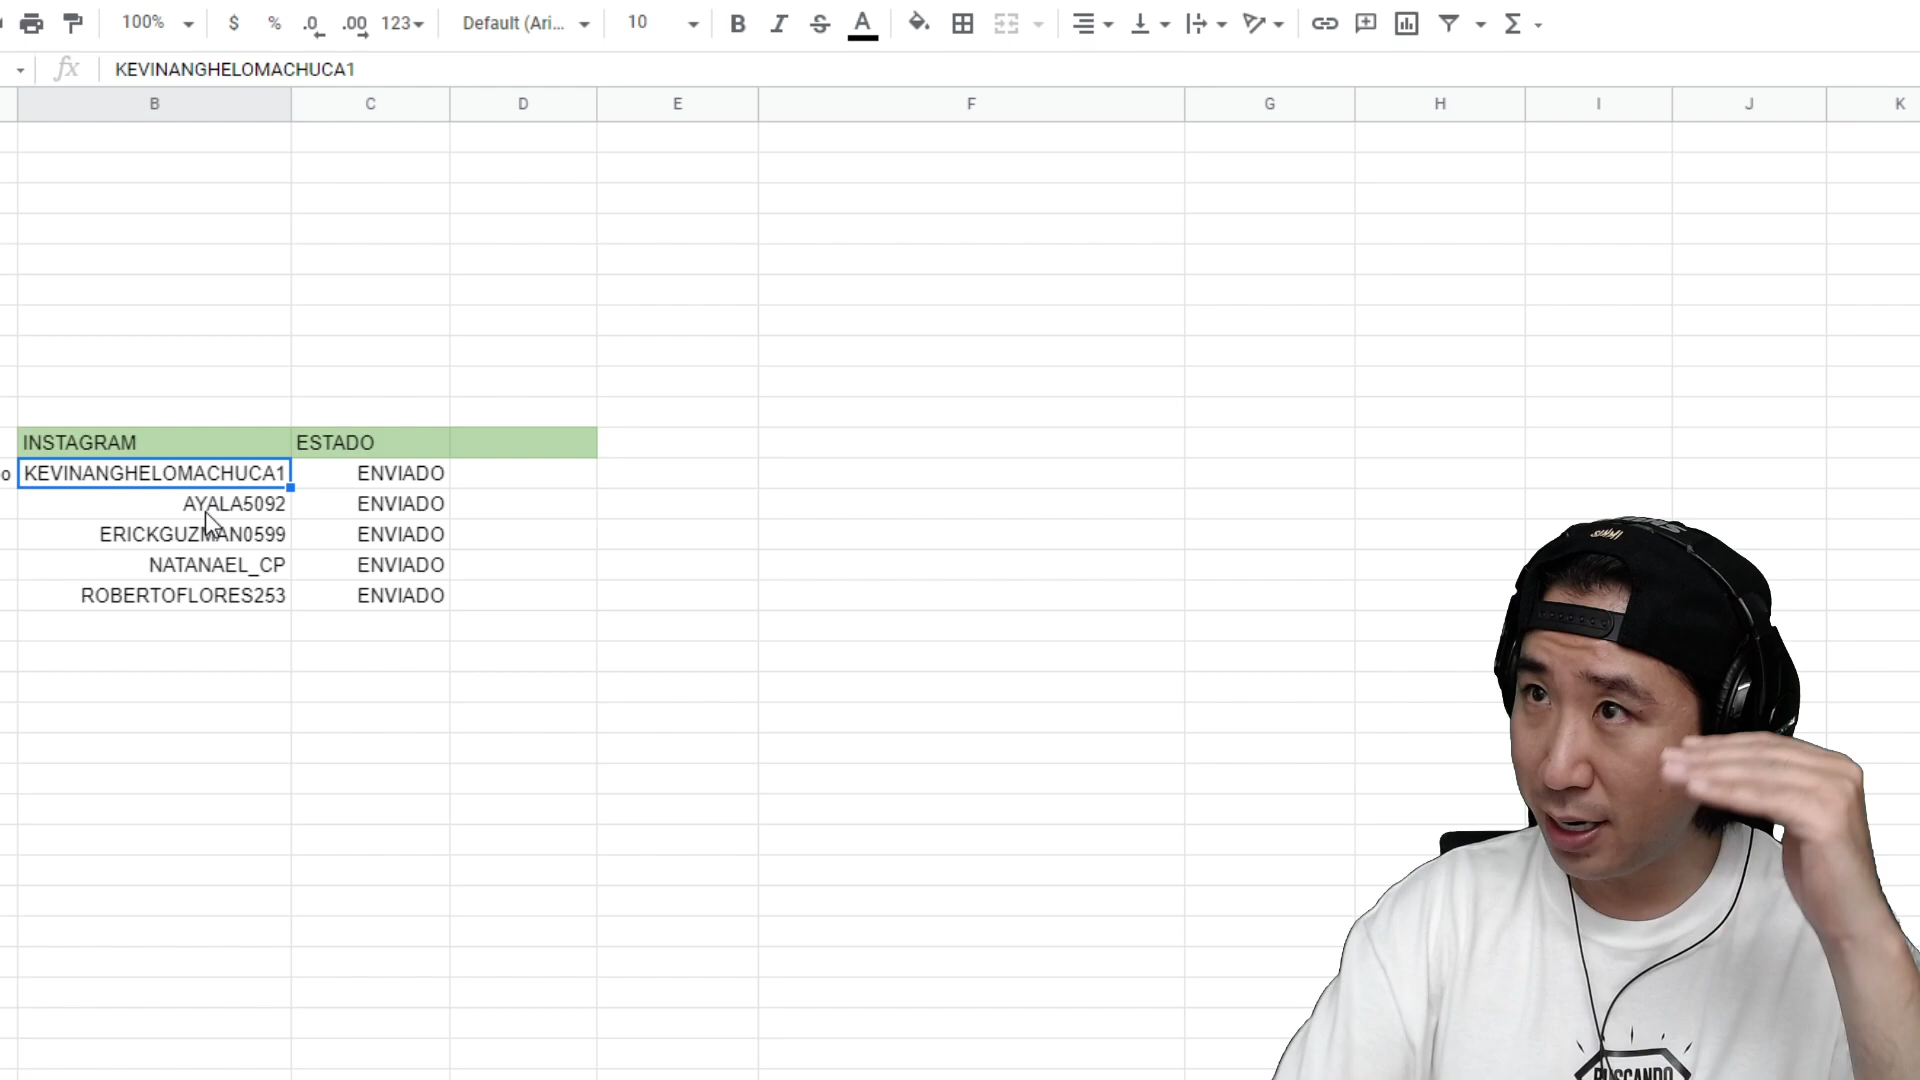 100% $ % .0 .00 123 Default (Ari... 10 B I S A Σ
fx KEVINANGHELOMACHUCA1
B C D E F G H I J K
INSTAGRAM ESTADO
o KEVINANGHELOMACHUCA1 ENVIADO
AYALA5092 ENVIADO
ERICKGUZMAN0599 ENVIADO
NATANAEL_CP ENVIADO
ROBERTOFLORES253 ENVIADO
BUSCANDO